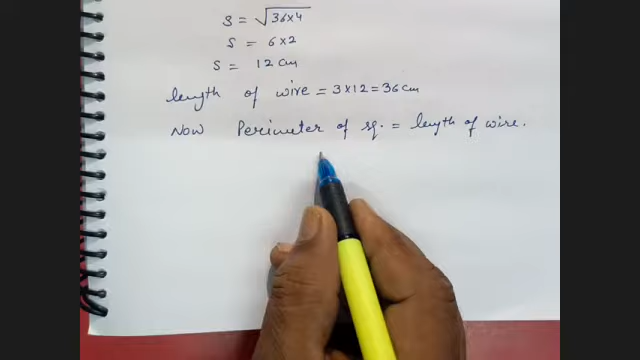 s = √36×4
s = 6×2
s = 12 cm
length of wire = 3×12 = 36 cm
Now Perimeter of sq. = length of wire.